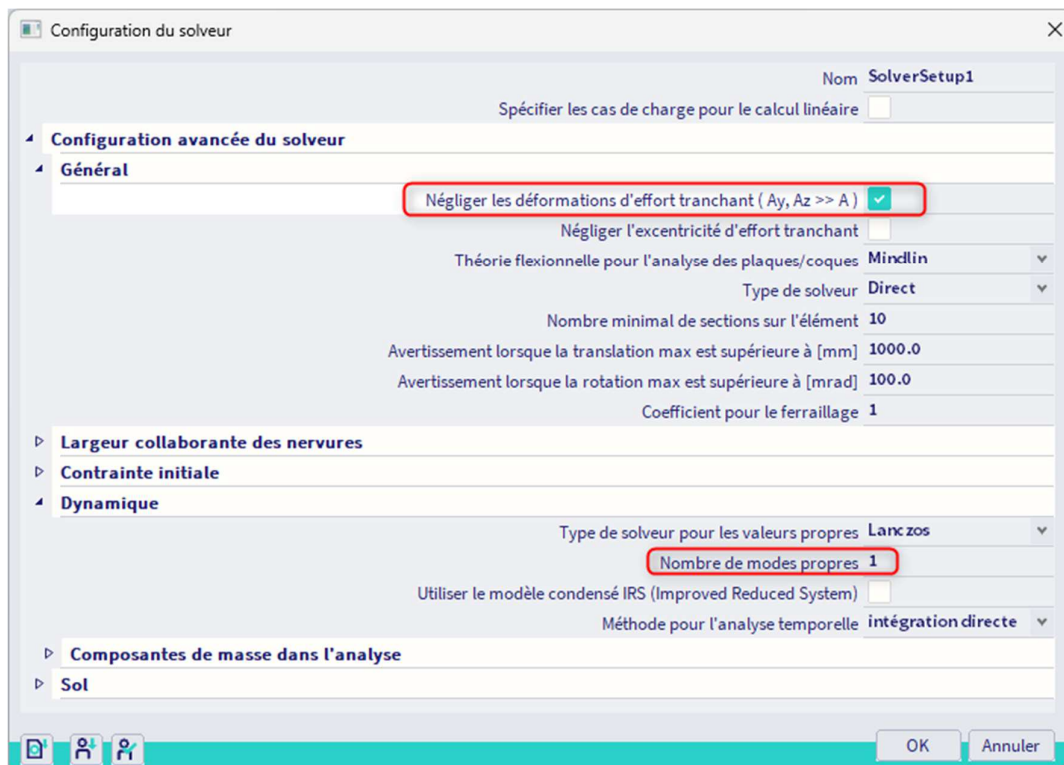 Configuration du solveur
Nom SolverSetup1
Spécifier les cas de charge pour le calcul linéaire
Configuration avancée du solveur
Général
Négliger les déformations d'effort tranchant ( Ay, Az >> A )
Négliger l'excentricité d'effort tranchant
Théorie flexionnelle pour l'analyse des plaques/coques Mindlin
Type de solveur Direct
Nombre minimal de sections sur l'élément 10
Avertissement lorsque la translation max est supérieure à [mm] 1000.0
Avertissement lorsque la rotation max est supérieure à [mrad] 100.0
Coefficient pour le ferraillage 1
Largeur collaborante des nervures
Contrainte initiale
Dynamique
Type de solveur pour les valeurs propres Lanczos
Nombre de modes propres 1
Utiliser le modèle condensé IRS (Improved Reduced System)
Méthode pour l'analyse temporelle intégration directe
Composantes de masse dans l'analyse
Sol
OK Annuler